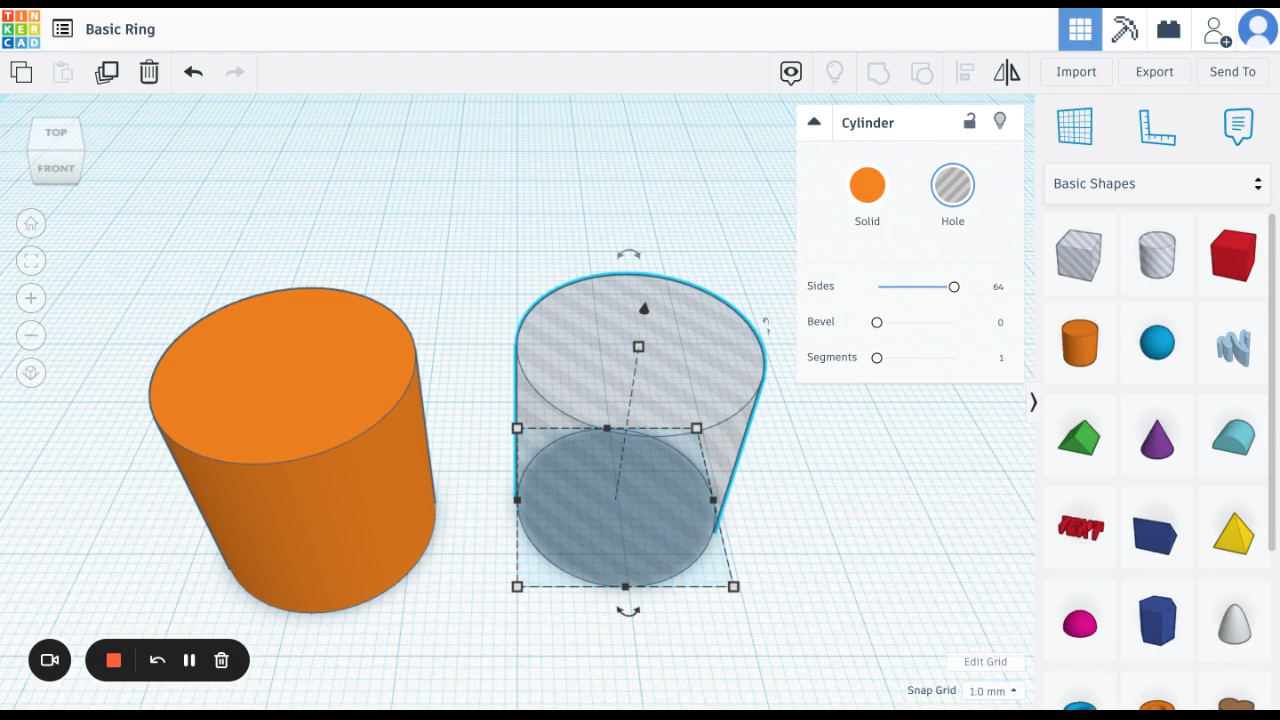 TIN
KER
CAD
Basic Ring
Import
Export
Send To
TOP
FRONT
Cylinder
Solid
Hole
Sides
64
Bevel
0
Segments
1
Basic Shapes
TEXT
Edit Grid
Snap Grid
1.0 mm